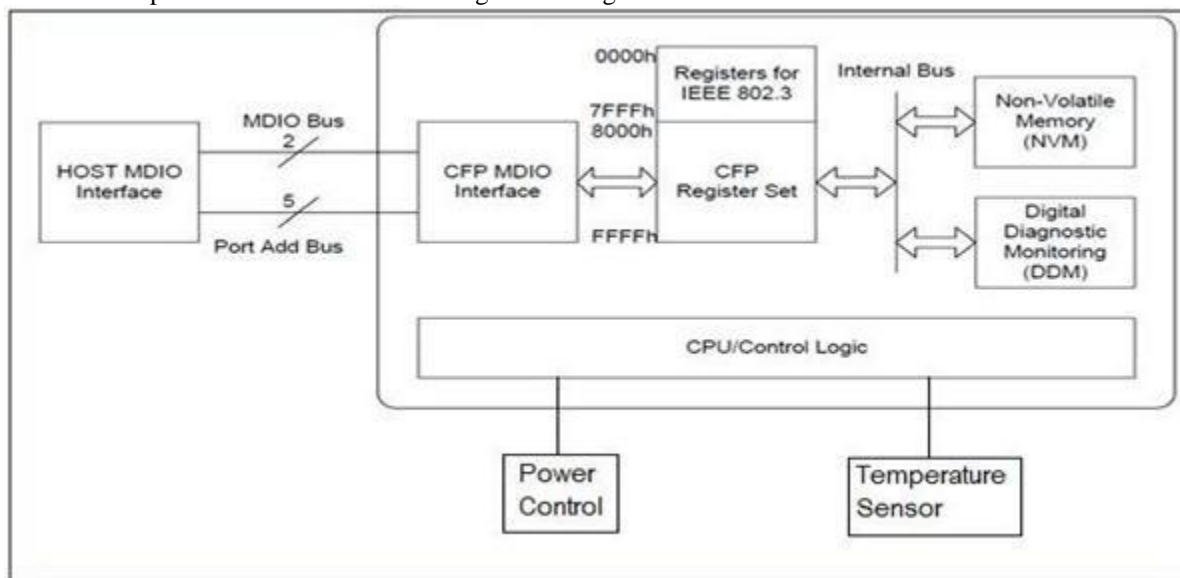 0000h
Registers for
IEEE 802.3
7FFFh
8000h
Internal Bus
Non-Volatile
Memory
(NVM)
MDIO Bus
2
HOST MDIO
Interface
CFP MDIO
Interface
CFP
Register Set
5
Port Add Bus
FFFFh
Digital
Diagnostic
Monitoring
(DDM)
CPU/Control Logic
Power
Control
Temperature
Sensor